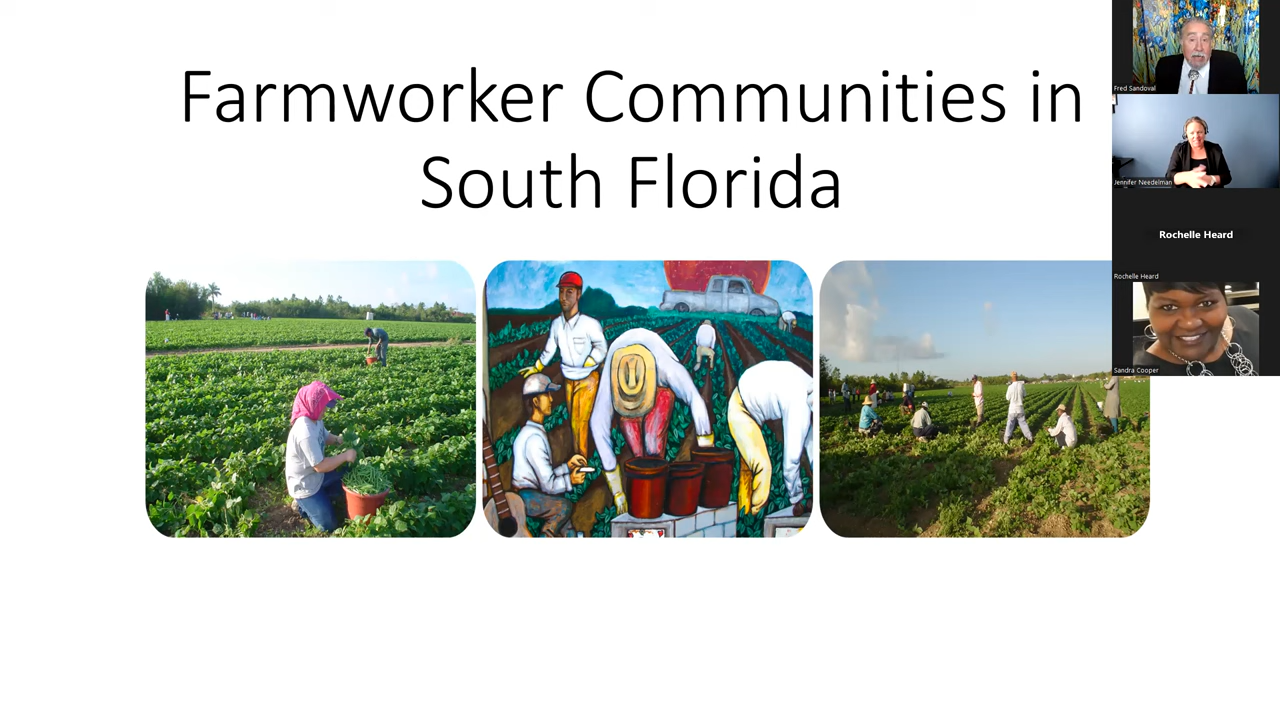 Farmworker Communities in
South Florida
Fred Sandoval
Jennifer Needelman
Rochelle Heard
Rochelle Heard
Sandra Cooper